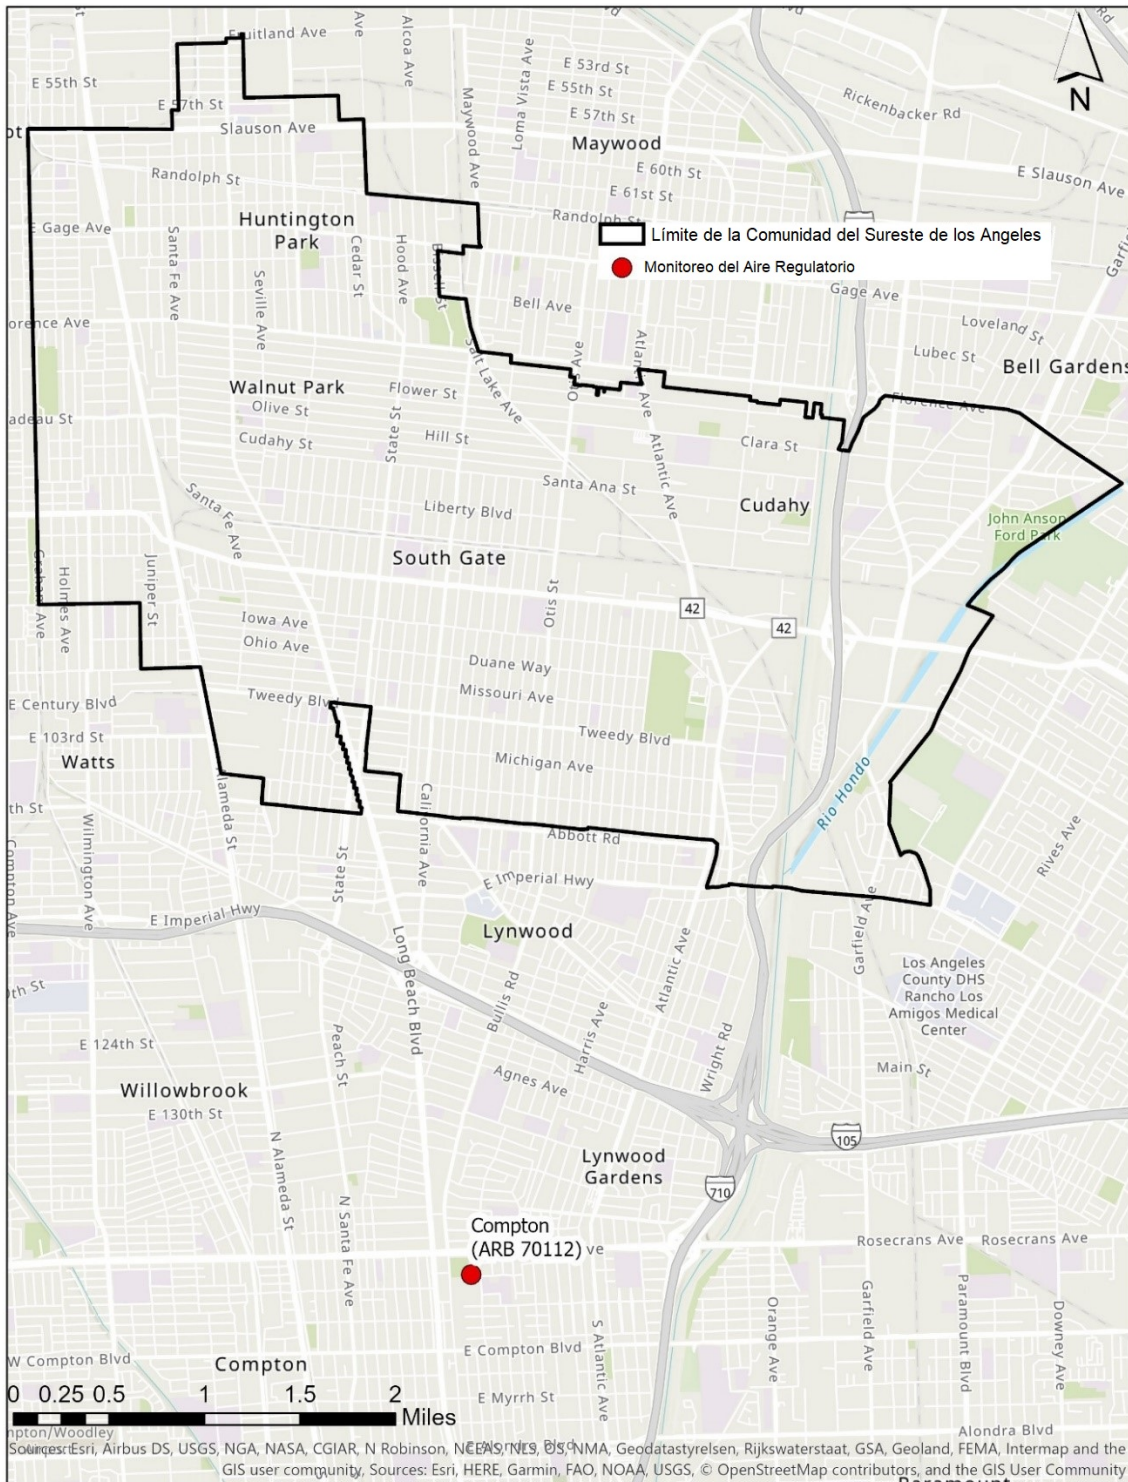 Fruitland Ave
Alcoa Ave
Loma Vista Ave
E 53rd St
E 55th St
E 55th St
E 57th St
E 57th St
Slauson Ave
Maywood Ave
Maywood
Rickenbacker Rd
N
Randolph St
E 60th St
E 61st St
E Slauson Ave
Randolph St
Huntington
Park
E Gage Ave
Santa Fe Ave
Cedar St
Hood Ave
Bissell St
Límite de la Comunidad del Sureste de los Angeles
Monitoreo del Aire Regulatorio
Seville Ave
Bell Ave
Gage Ave
Loveland St
Lubec St
Bell Gardens
Walnut Park
Flower St
Salt Lake Ave
Otis Ave
Atlantic Ave
Florence Ave
Olive St
Cudahy St
State St
Hill St
Atlantic Ave
Clara St
Santa Ana St
Cudahy
Santa Fe Ave
Liberty Blvd
John Anson
Ford Park
South Gate
Graham Ave
Holmes Ave
Juniper St
Otis St
42
42
Iowa Ave
Ohio Ave
Duane Way
Missouri Ave
E Century Blvd
Tweedy Blvd
Tweedy Blvd
E 103rd St
Watts
Michigan Ave
Rio Hondo
Alameda St
California Ave
Abbott Rd
Wilmington Ave
Compton Ave
State St
E Imperial Hwy
Rives Ave
E Imperial Hwy
Lynwood
Garfield Ave
Long Beach Blvd
Bullis Rd
Atlantic Ave
Los Angeles
County DHS
Rancho Los
Amigos Medical
Center
Harris Ave
E 124th St
Peach St
Wright Rd
Main St
Agnes Ave
Willowbrook
E 130th St
N Alameda St
105
Lynwood
Gardens
710
N Santa Fe Ave
Compton
(ARB 70112)
Rosecrans Ave
Rosecrans Ave
Orange Ave
Garfield Ave
Paramount Blvd
Downey Ave
S Atlantic Ave
W Compton Blvd
Compton
E Compton Blvd
0 0.25 0.5 1 1.5 2
Miles
E Myrrh St
Alondra Blvd
Sources: Esri, Airbus DS, USGS, NGA, NASA, CGIAR, N Robinson, NCEAS, NLS, OS, NMA, Geodatastyrelsen, Rijkswaterstaat, GSA, Geoland, FEMA, Intermap and the
GIS user community, Sources: Esri, HERE, Garmin, FAO, NOAA, USGS, © OpenStreetMap contributors, and the GIS User Community